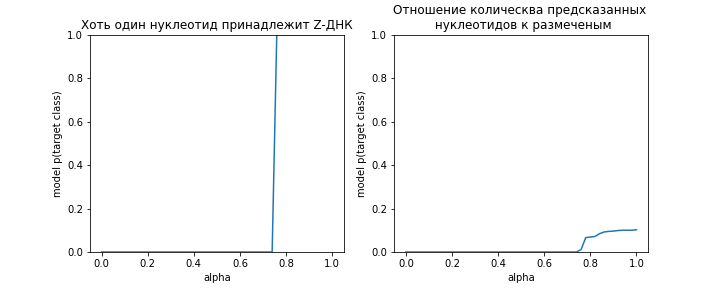 Хоть один нуклеотид принадлежит Z-ДНК
1.0
0.8
0.6
0.4
0.2
0.0
model p(target class)
0.0 0.2 0.4 0.6 0.8 1.0
alpha
Отношение колическва предсказанных
нуклеотидов к размеченым
1.0
0.8
0.6
0.4
0.2
0.0
model p(target class)
0.0 0.2 0.4 0.6 0.8 1.0
alpha